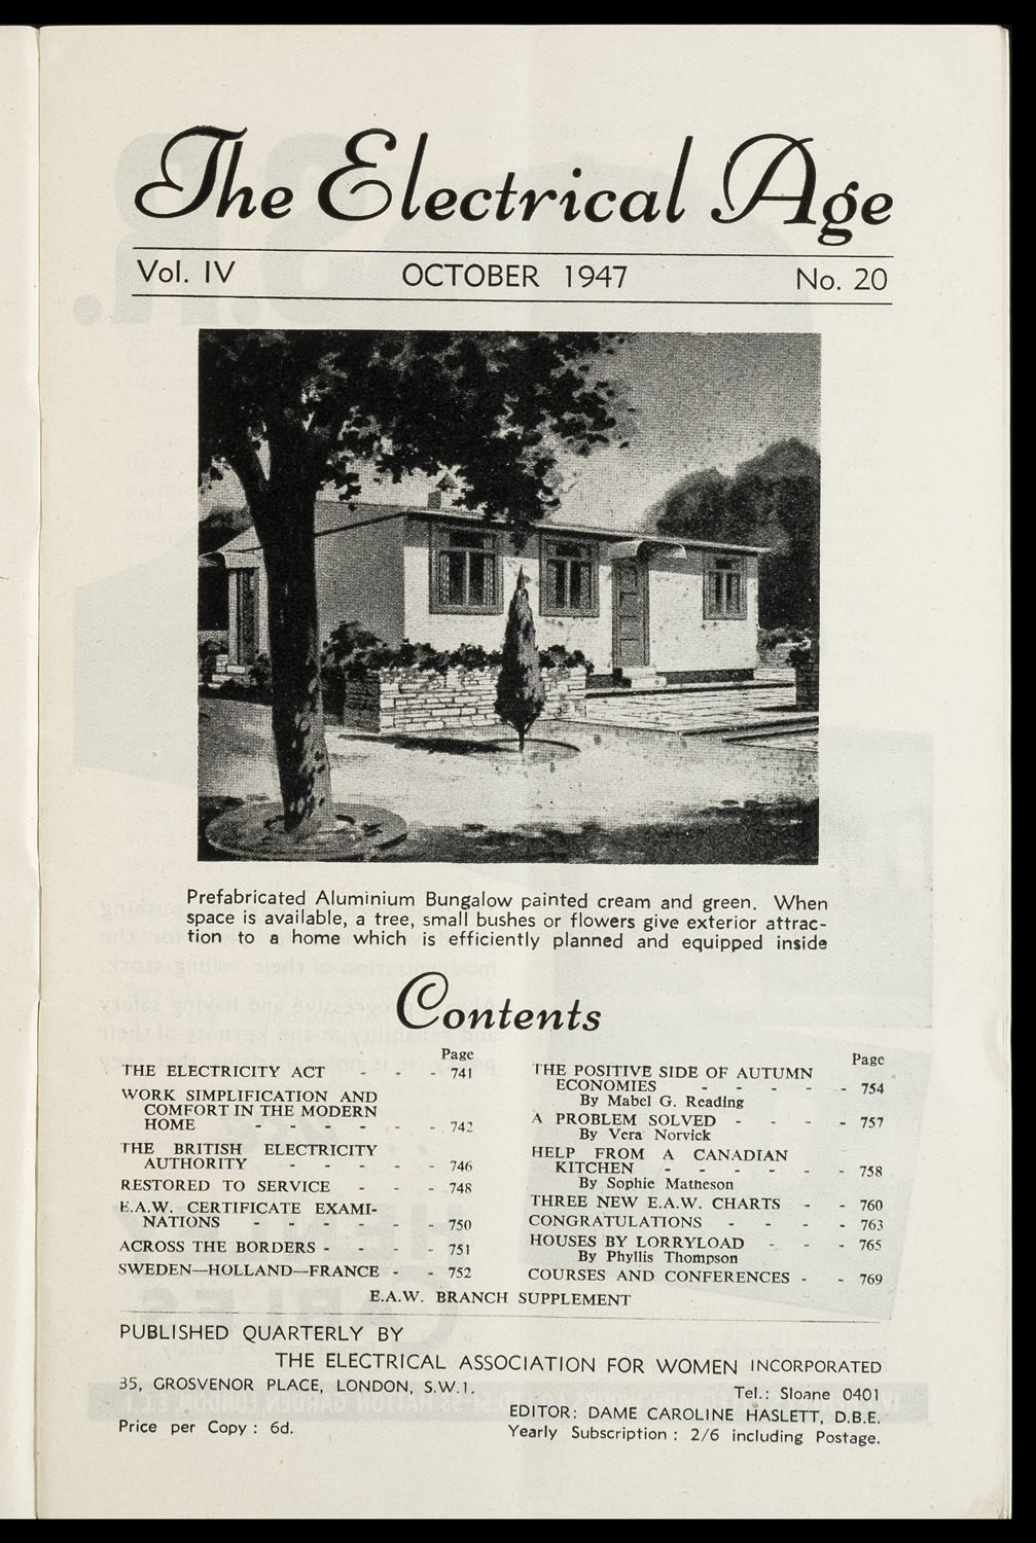 The Electrical Age
Vol. IV OCTOBER 1947 No. 20
Prefabricated Aluminium Bungalow painted cream and green. When
space is available, a tree, small bushes or flowers give exterior attrac-
tion to a home which is efficiently planned and equipped inside
Contents
Page
THE ELECTRICITY ACT - - - 741
WORK SIMPLIFICATION AND
COMFORT IN THE MODERN
HOME - - - - - - 742
THE BRITISH ELECTRICITY
AUTHORITY - - - - - 746
RESTORED TO SERVICE - - - 748
E.A.W. CERTIFICATE EXAMI-
NATIONS - - - - - - 750
ACROSS THE BORDERS - - - - 751
SWEDEN—HOLLAND—FRANCE - - 752
Page
THE POSITIVE SIDE OF AUTUMN
ECONOMIES - - - - - 754
By Mabel G. Reading
A PROBLEM SOLVED - - - - 757
By Vera Norvick
HELP FROM A CANADIAN
KITCHEN - - - - - - 758
By Sophie Matheson
THREE NEW E.A.W. CHARTS - - 760
CONGRATULATIONS - - - - 763
HOUSES BY LORRYLOAD - - - 765
By Phyllis Thompson
COURSES AND CONFERENCES - - 769
E.A.W. BRANCH SUPPLEMENT
PUBLISHED QUARTERLY BY
THE ELECTRICAL ASSOCIATION FOR WOMEN INCORPORATED
35, GROSVENOR PLACE, LONDON, S.W.1.
Tel.: Sloane 0401
EDITOR: DAME CAROLINE HASLETT, D.B.E.
Price per Copy : 6d.
Yearly Subscription : 2/6 including Postage.